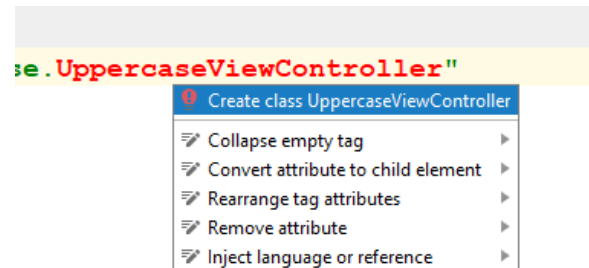 se.UppercaseViewController"
Create class UppercaseViewController
Collapse empty tag
Convert attribute to child element
Rearrange tag attributes
Remove attribute
Inject language or reference